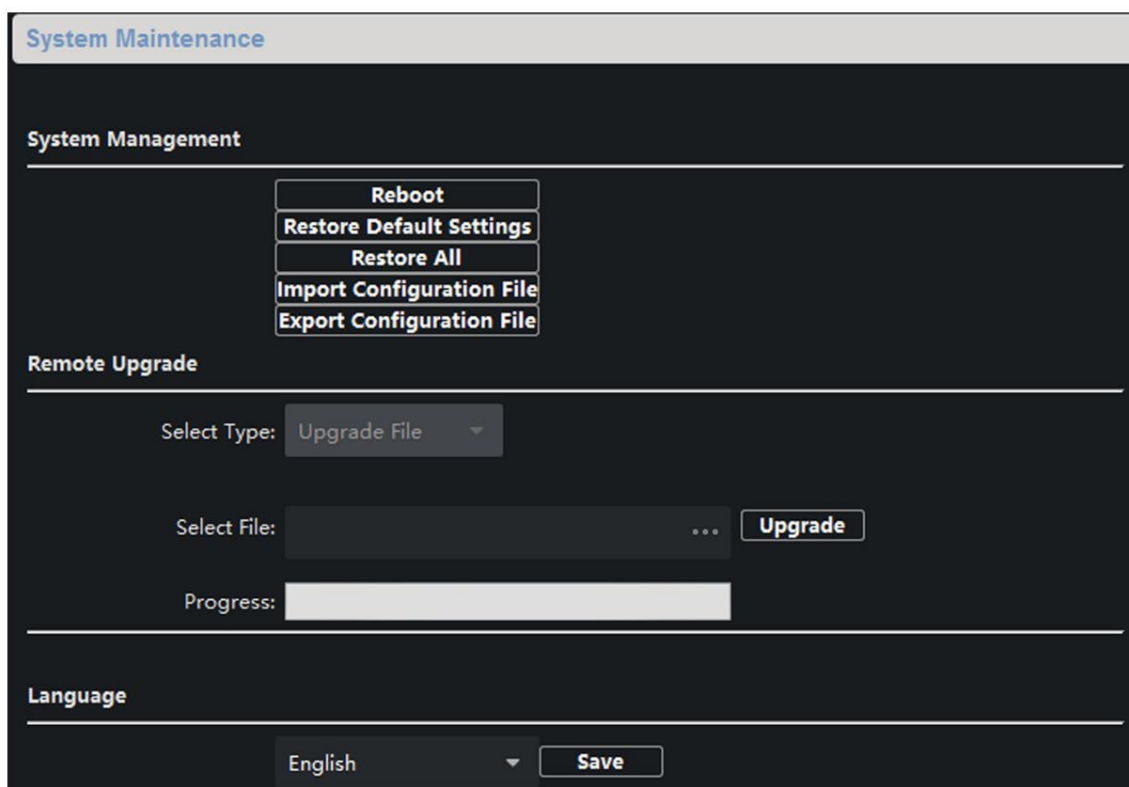 System Maintenance
System Management
Reboot
Restore Default Settings
Restore All
Import Configuration File
Export Configuration File
Remote Upgrade
Select Type: Upgrade File
Select File: ... Upgrade
Progress:
Language
English Save